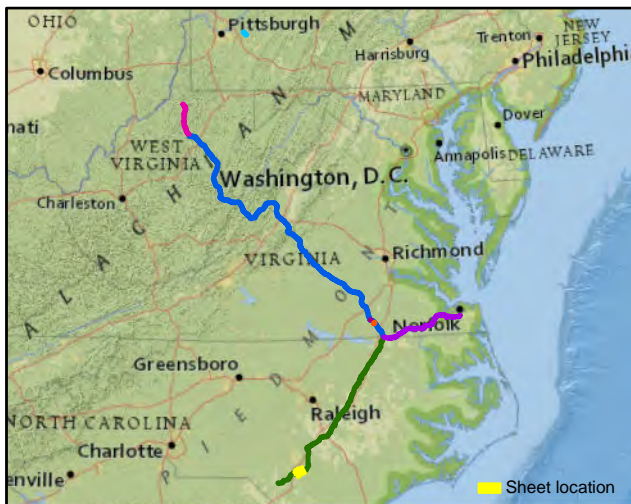 OHIO
Pittsburgh
NEW
JERSEY
Trenton
Harrisburg
Philadelphia
Columbus
MARYLAND
Dover
nati
WEST
VIRGINIA
Annapolis
DELAWARE
Washington, D.C.
Charleston
A L A C H I A N M
Richmond
VIRGINIA
Norfolk
Greensboro
P I E D M O N T
Raleigh
NORTH CAROLINA
Charlotte
enville
Sheet location